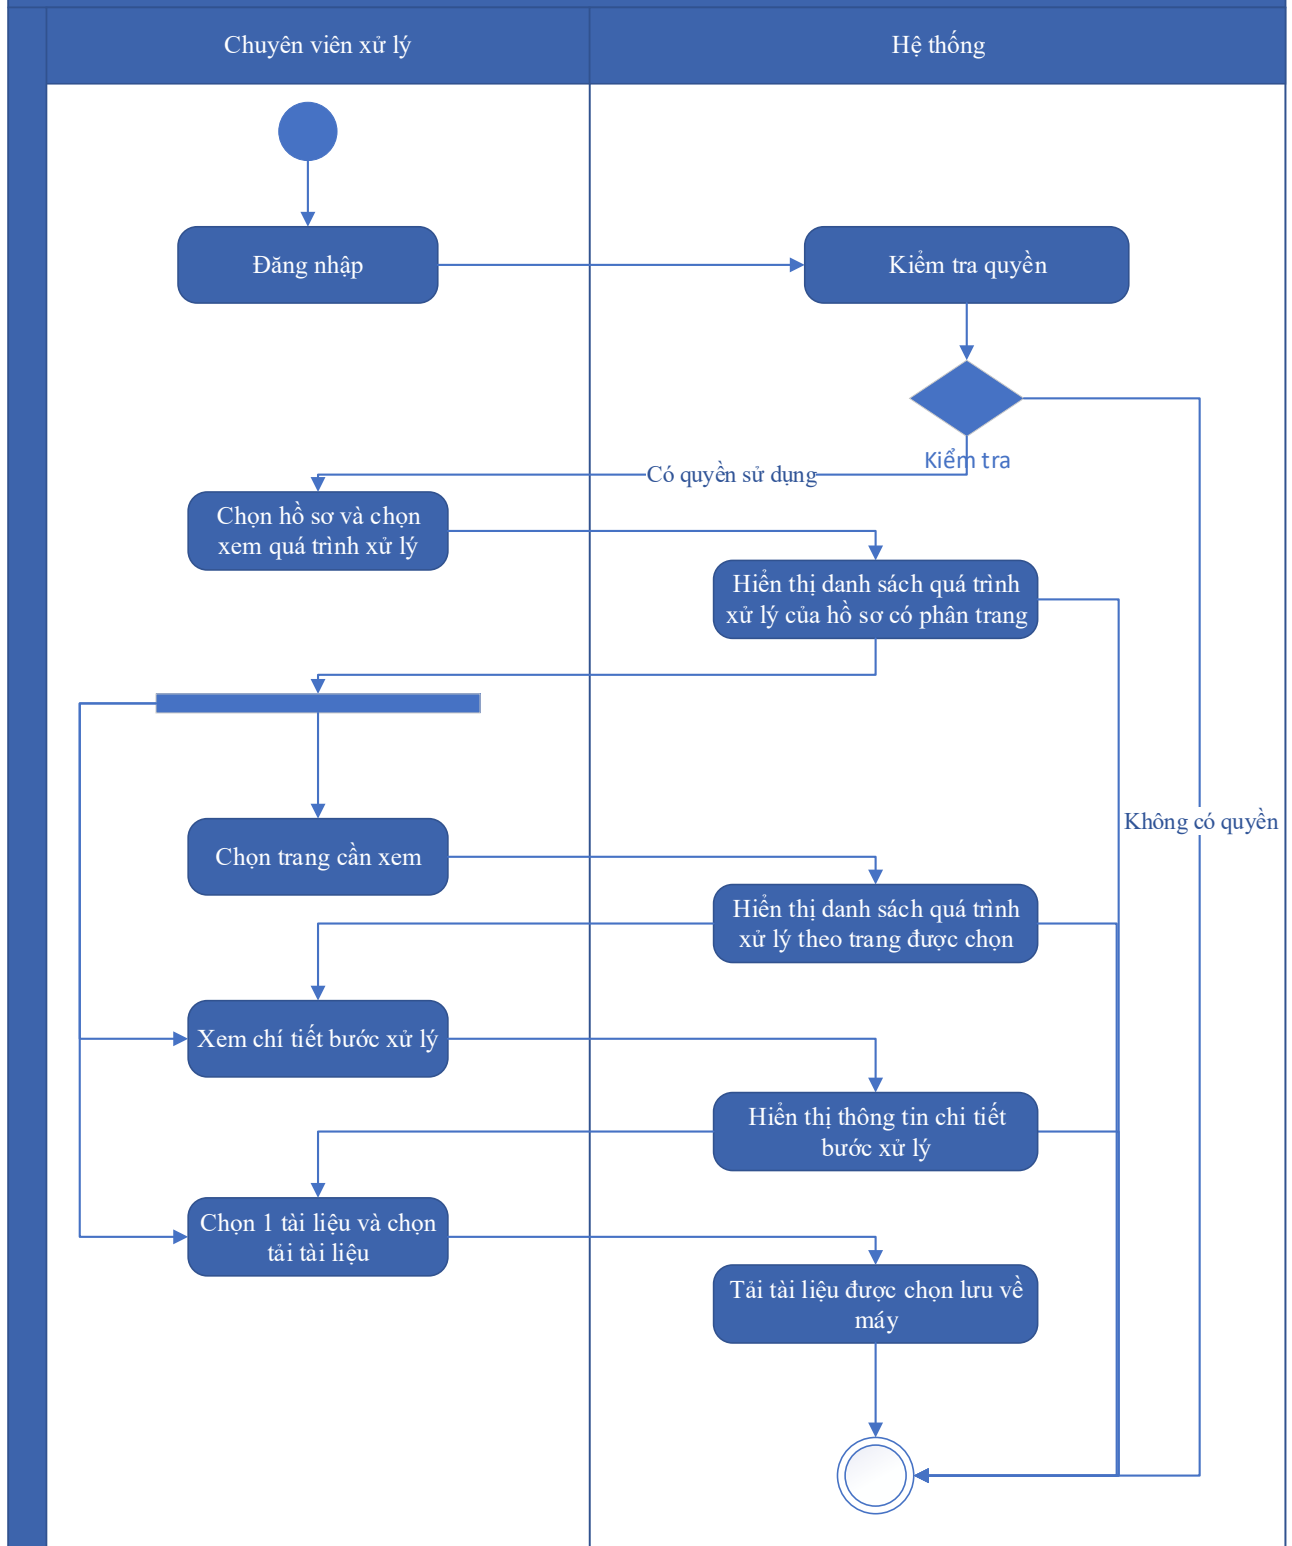 Chuyên viên xử lý
Hệ thống
Đăng nhập
Kiểm tra quyền
Kiểm tra
Có quyền sử dụng
Chọn hồ sơ và chọn
xem quá trình xử lý
Hiển thị danh sách quá trình
xử lý của hồ sơ có phân trang
Không có quyền
Chọn trang cần xem
Hiển thị danh sách quá trình
xử lý theo trang được chọn
Xem chí tiết bước xử lý
Hiển thị thông tin chi tiết
bước xử lý
Chọn 1 tài liệu và chọn
tải tài liệu
Tải tài liệu được chọn lưu về
máy